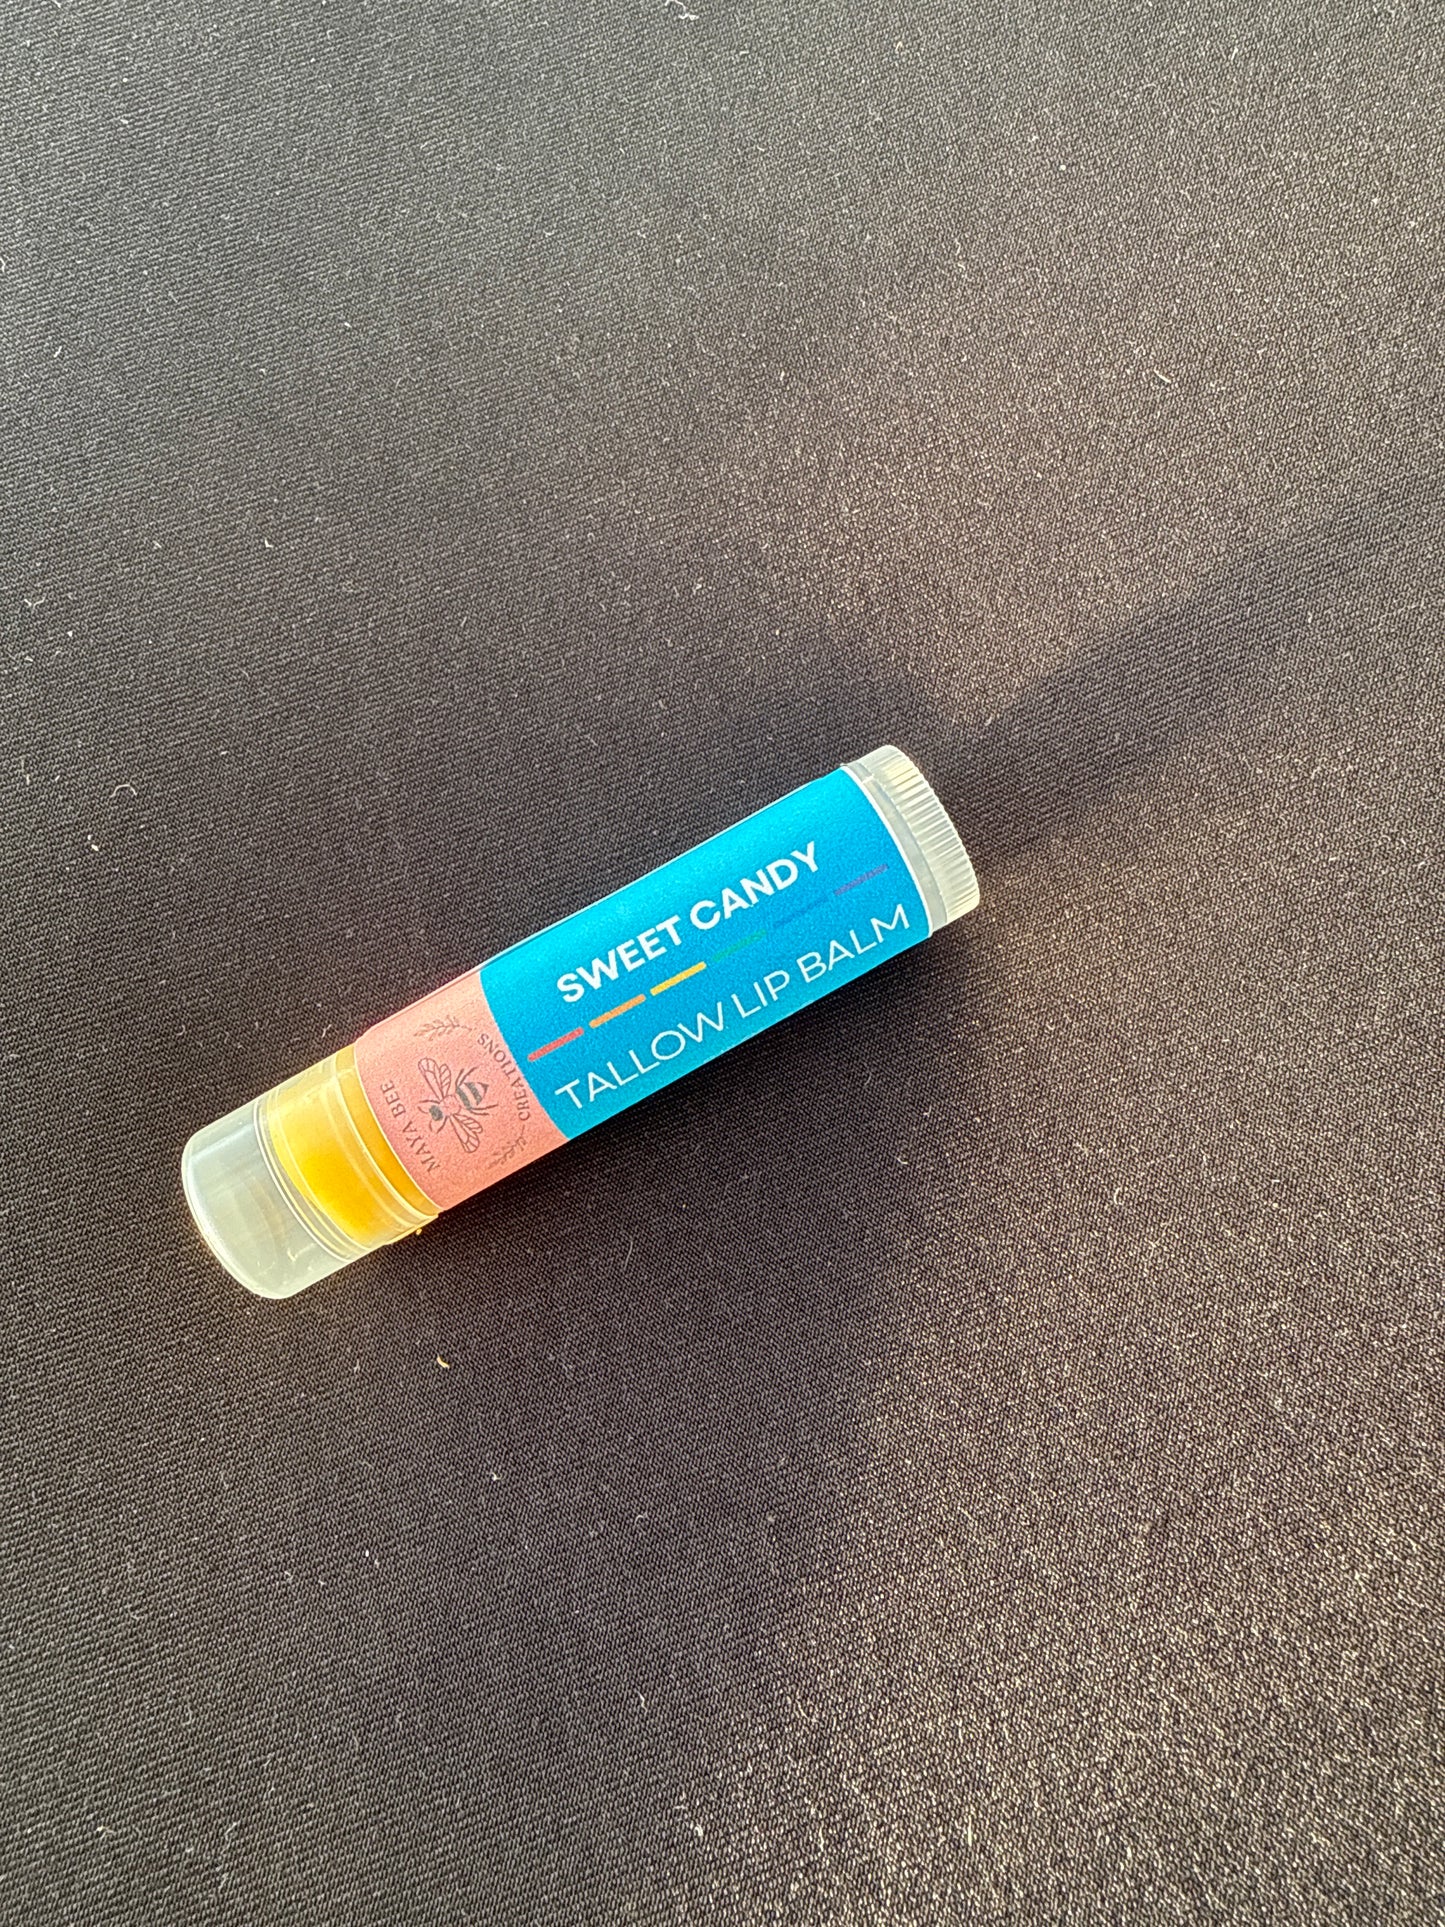 SWEET CANDY
TALLOW LIP BALM
MAYA BEE
CREATIONS